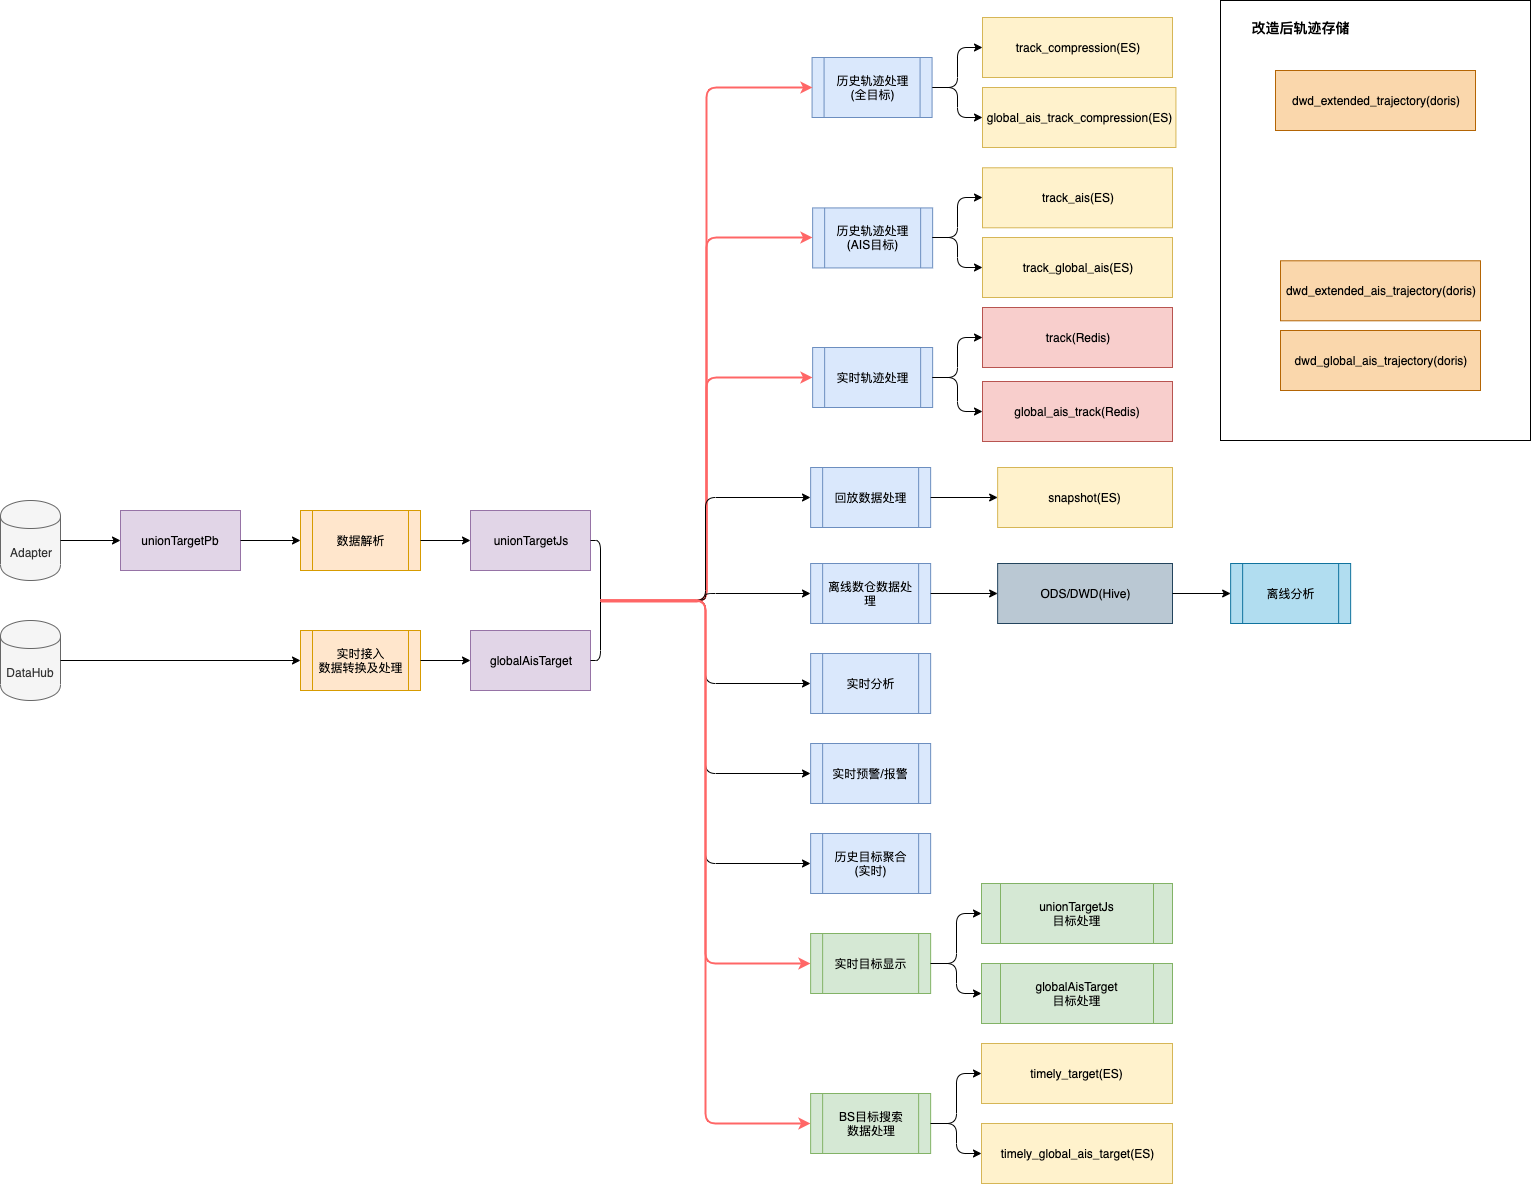 改造后轨迹存储
track_compression(ES)
历史轨迹处理
(全目标)
global_ais_track_compression(ES)
dwd_extended_trajectory(doris)
track_ais(ES)
历史轨迹处理
(AIS目标)
track_global_ais(ES)
dwd_extended_ais_trajectory(doris)
track(Redis)
实时轨迹处理
global_ais_track(Redis)
dwd_global_ais_trajectory(doris)
回放数据处理
snapshot(ES)
Adapter
unionTargetPb
数据解析
unionTargetJs
离线数仓数据处
理
ODS/DWD(Hive)
离线分析
DataHub
实时接入
数据转换及处理
globalAisTarget
实时分析
实时预警/报警
历史目标聚合
(实时)
实时目标显示
unionTargetJs
目标处理
globalAisTarget
目标处理
BS目标搜索
数据处理
timely_target(ES)
timely_global_ais_target(ES)